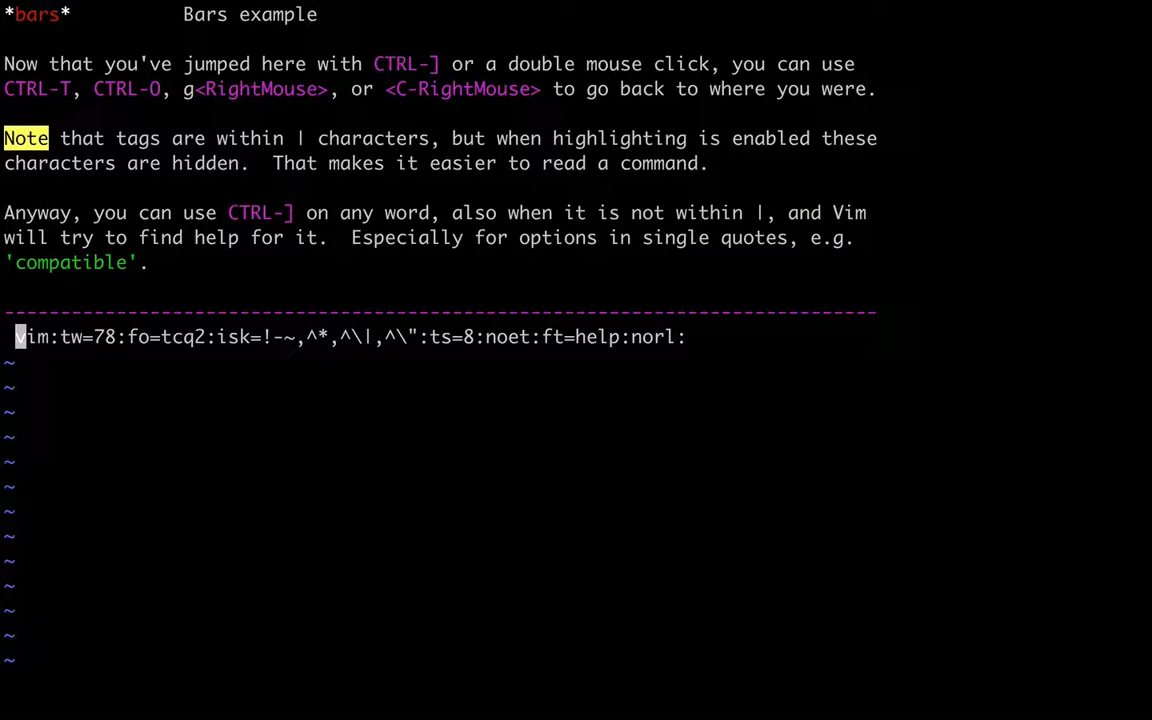 *bars*          Bars example
Now that you've jumped here with CTRL-] or a double mouse click, you can use
CTRL-T, CTRL-O, g<RightMouse>, or <C-RightMouse> to go back to where you were.
Note that tags are within | characters, but when highlighting is enabled these
characters are hidden.  That makes it easier to read a command.
Anyway, you can use CTRL-] on any word, also when it is not within |, and Vim
will try to find help for it.  Especially for options in single quotes, e.g.
'compatible'.
------------------------------------------------------------------------------
 vim:tw=78:fo=tcq2:isk=!-~,^*,^\|,^\":ts=8:noet:ft=help:norl:
~
~
~
~
~
~
~
~
~
~
~
~
~